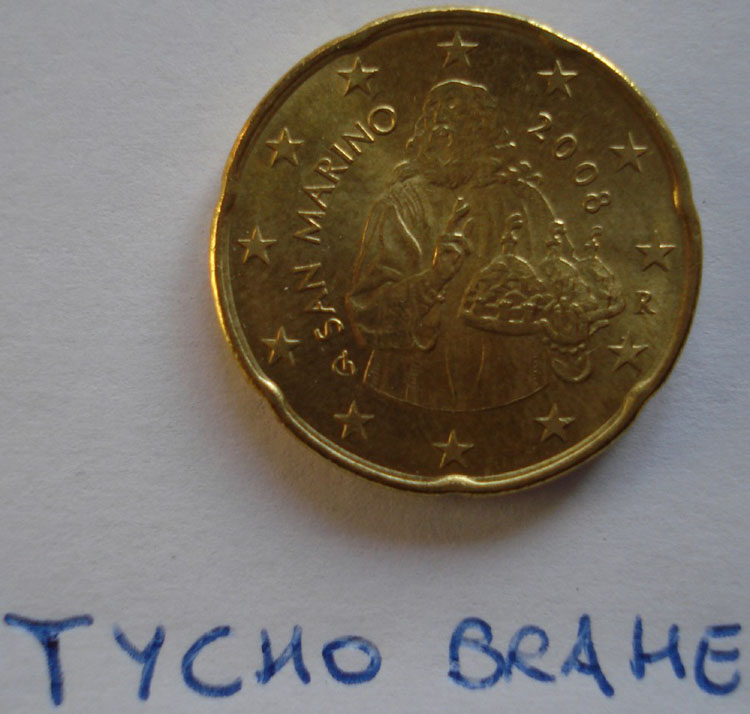 SAN MARINO
2008
R
TYCHO BRAHE